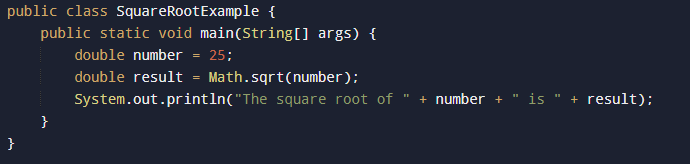 public class SquareRootExample {
    public static void main(String[] args) {
        double number = 25;
        double result = Math.sqrt(number);
        System.out.println("The square root of " + number + " is " + result);
    }
}